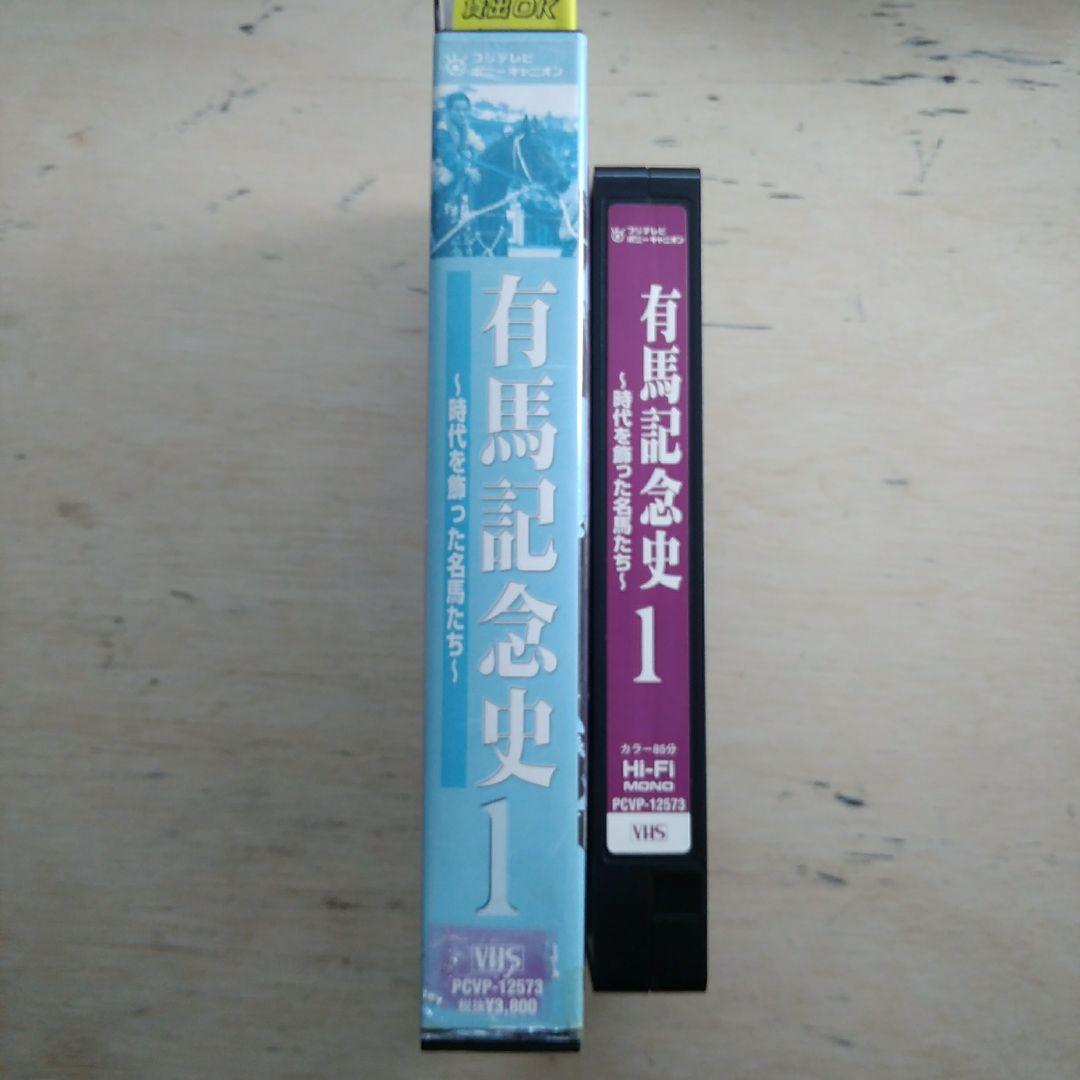 貸出OK
フジテレビ
ポニーキャニオン
有馬記念史1
〜時代を飾った名馬たち〜
VHS
PCVP-12573
税抜¥3,800
フジテレビ
ポニーキャニオン
有馬記念史1
〜時代を飾った名馬たち〜
カラー85分
Hi-Fi
MONO
PCVP-12573
VHS